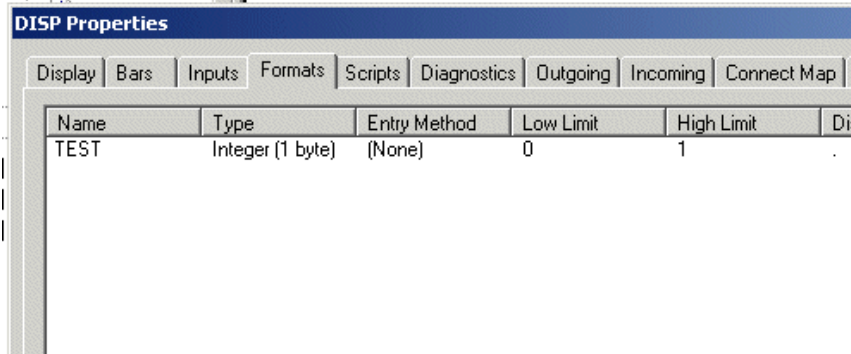 DISP Properties
Display Bars Inputs Formats Scripts Diagnostics Outgoing Incoming Connect Map
Name Type Entry Method Low Limit High Limit
TEST Integer (1 byte) (None) 0 1 .